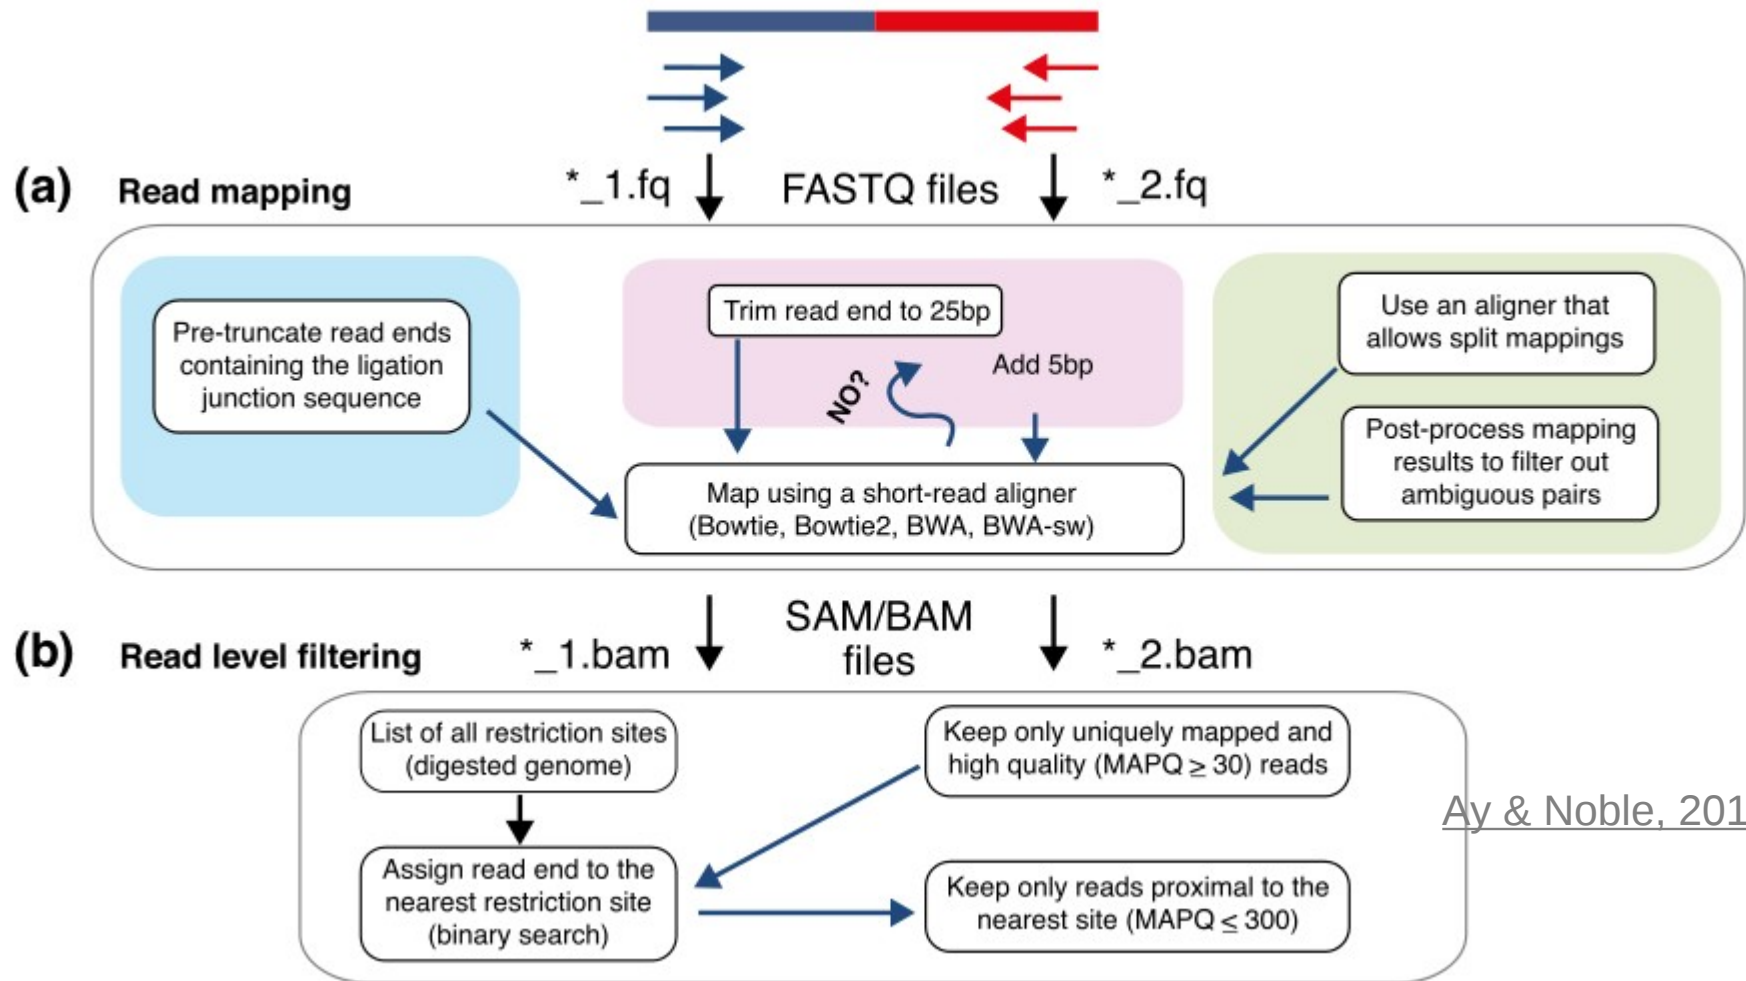 (a) Read mapping
*_1.fq
FASTQ files
*_2.fq
Pre-truncate read ends
containing the ligation
junction sequence
Trim read end to 25bp
NO?
Add 5bp
Map using a short-read aligner
(Bowtie, Bowtie2, BWA, BWA-sw)
Use an aligner that
allows split mappings
Post-process mapping
results to filter out
ambiguous pairs
(b) Read level filtering
*_1.bam
SAM/BAM
files
*_2.bam
List of all restriction sites
(digested genome)
Assign read end to the
nearest restriction site
(binary search)
Keep only uniquely mapped and
high quality (MAPQ ≥ 30) reads
Keep only reads proximal to the
nearest site (MAPQ ≤ 300)
Ay & Noble, 201